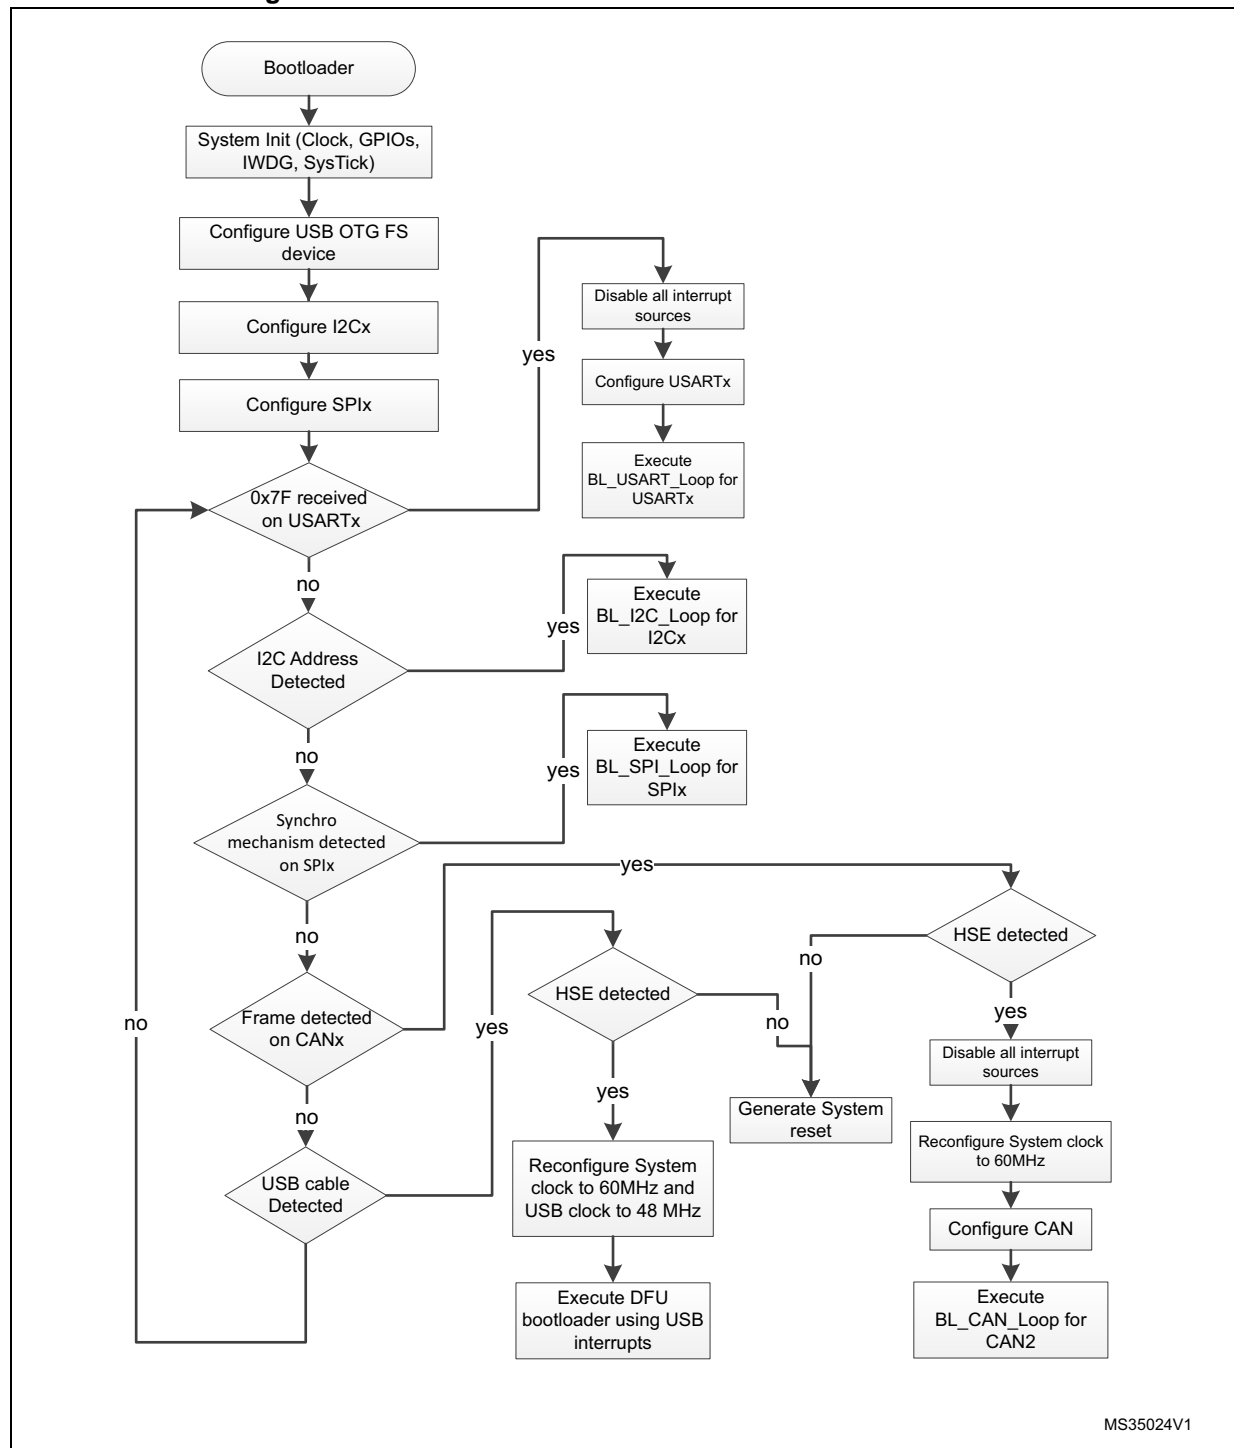 Bootloader
System Init (Clock, GPIOs,
IWDG, SysTick)
Configure USB OTG FS
device
Configure I2Cx
Configure SPIx
0x7F received
on USARTx
yes
Disable all interrupt
sources
Configure USARTx
Execute
BL_USART_Loop for
USARTx
no
I2C Address
Detected
yes
Execute
BL_I2C_Loop for
I2Cx
no
Synchro
mechanism detected
on SPIx
yes
Execute
BL_SPI_Loop for
SPIx
no
Frame detected
on CANx
yes
HSE detected
no
yes
Disable all interrupt
sources
Reconfigure System clock
to 60MHz
Configure CAN
Execute
BL_CAN_Loop for
CAN2
no
USB cable
Detected
yes
HSE detected
no
Generate System
reset
yes
Reconfigure System
clock to 60MHz and
USB clock to 48 MHz
Execute DFU
bootloader using USB
interrupts
no
MS35024V1